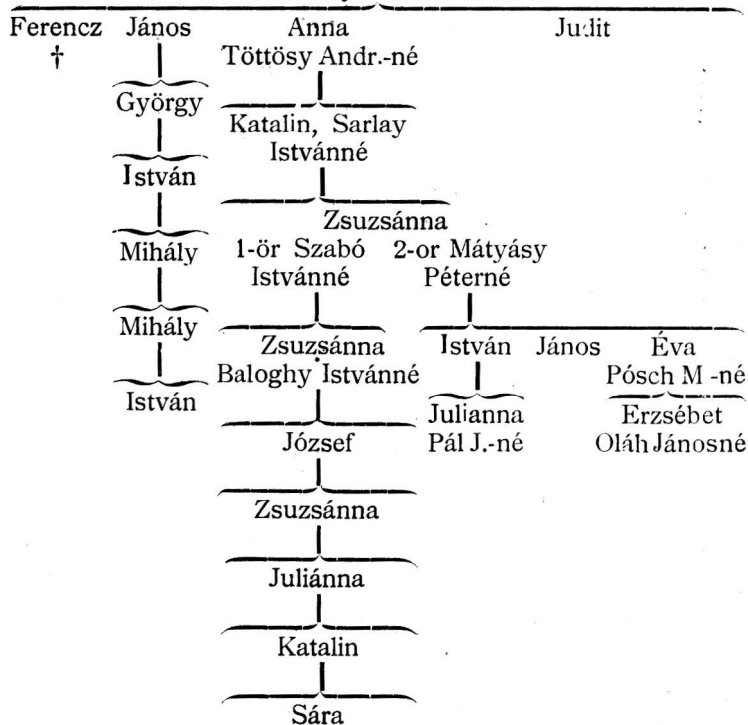 Ferencz János Anna Judit
† Töttösy Andr.-né
György
Katalin, Sarlay
Istvánné
István
Zsuzsánna
Mihály 1-ör Szabó 2-or Mátyásy
Istvánné Péterné
Mihály Zsuzsánna István János Éva
Baloghy Istvánné Pósch M -né
István
Julianna Erzsébet
József Pál J.-né Oláh Jánosné
Zsuzsánna
Juliánna
Katalin
Sára